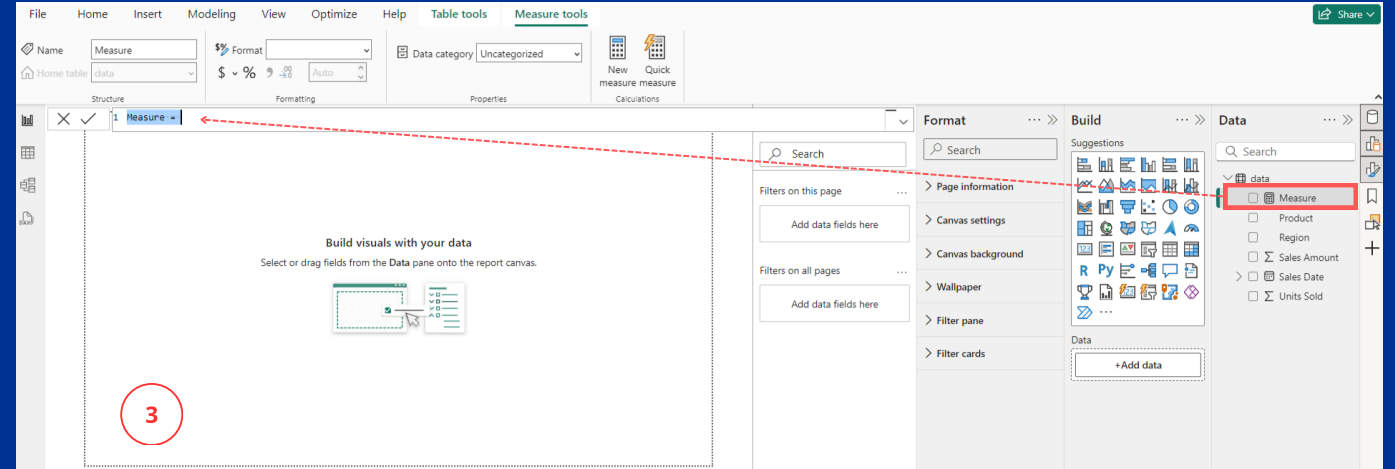 File Home Insert Modeling View Optimize Help Table tools Measure tools Share
Name Measure
Home table data
Structure
$% Format
$ % 9 Auto
Formatting
Data category Uncategorized
Properties
New measure
Quick measure
Calculations
1 Measure =
Build visuals with your data
Select or drag fields from the Data pane onto the report canvas.
3
Search
Filters on this page ...
Add data fields here
Filters on all pages ...
Add data fields here
Format ...
Search
Page information
Canvas settings
Canvas background
Wallpaper
Filter pane
Filter cards
Build ...
Suggestions
123
R Py
...
Data
+Add data
Data ...
Search
data
Measure
Product
Region
Σ Sales Amount
Sales Date
Σ Units Sold